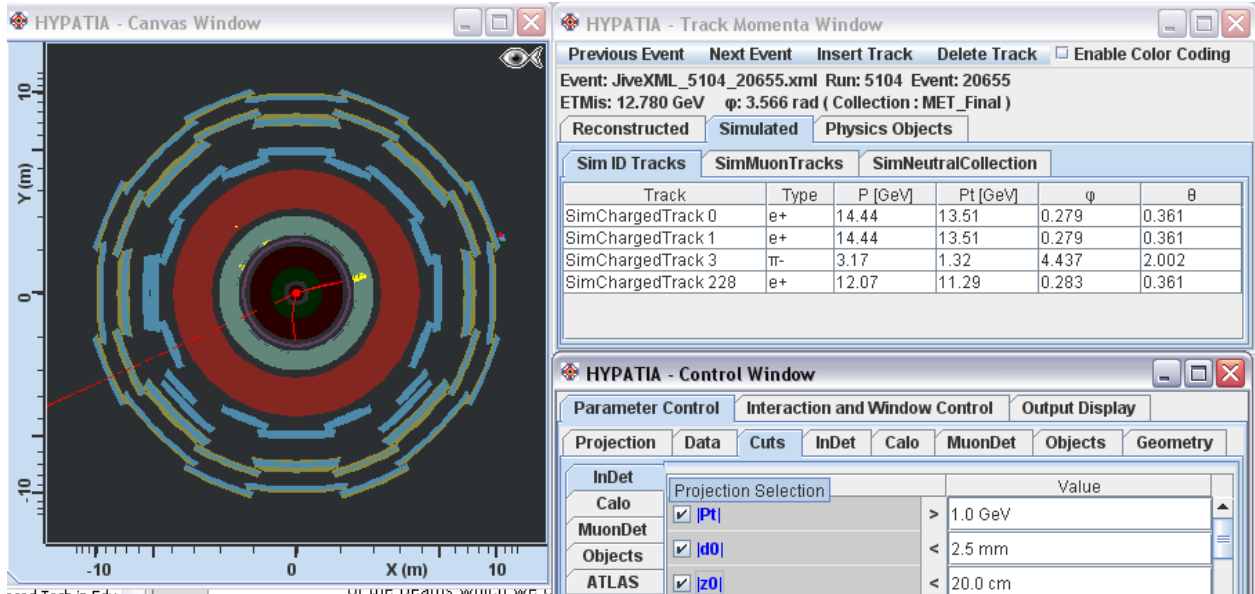 HYPATIA - Canvas Window
10
Y (m)
0
-10
-10 0 X (m) 10
HYPATIA - Track Momenta Window
Previous Event Next Event Insert Track Delete Track Enable Color Coding
Event: JiveXML_5104_20655.xml Run: 5104 Event: 20655
ETMis: 12.780 GeV φ: 3.566 rad ( Collection : MET_Final )
Reconstructed Simulated Physics Objects
Sim ID Tracks SimMuonTracks SimNeutralCollection
Track Type P [GeV] Pt [GeV] φ θ
SimChargedTrack 0 e+ 14.44 13.51 0.279 0.361
SimChargedTrack 1 e+ 14.44 13.51 0.279 0.361
SimChargedTrack 3 π- 3.17 1.32 4.437 2.002
SimChargedTrack 228 e+ 12.07 11.29 0.283 0.361
HYPATIA - Control Window
Parameter Control Interaction and Window Control Output Display
Projection Data Cuts InDet Calo MuonDet Objects Geometry
InDet
Calo
MuonDet
Objects
ATLAS
Projection Selection Value
|Pt| > 1.0 GeV
|d0| < 2.5 mm
|z0| < 20.0 cm